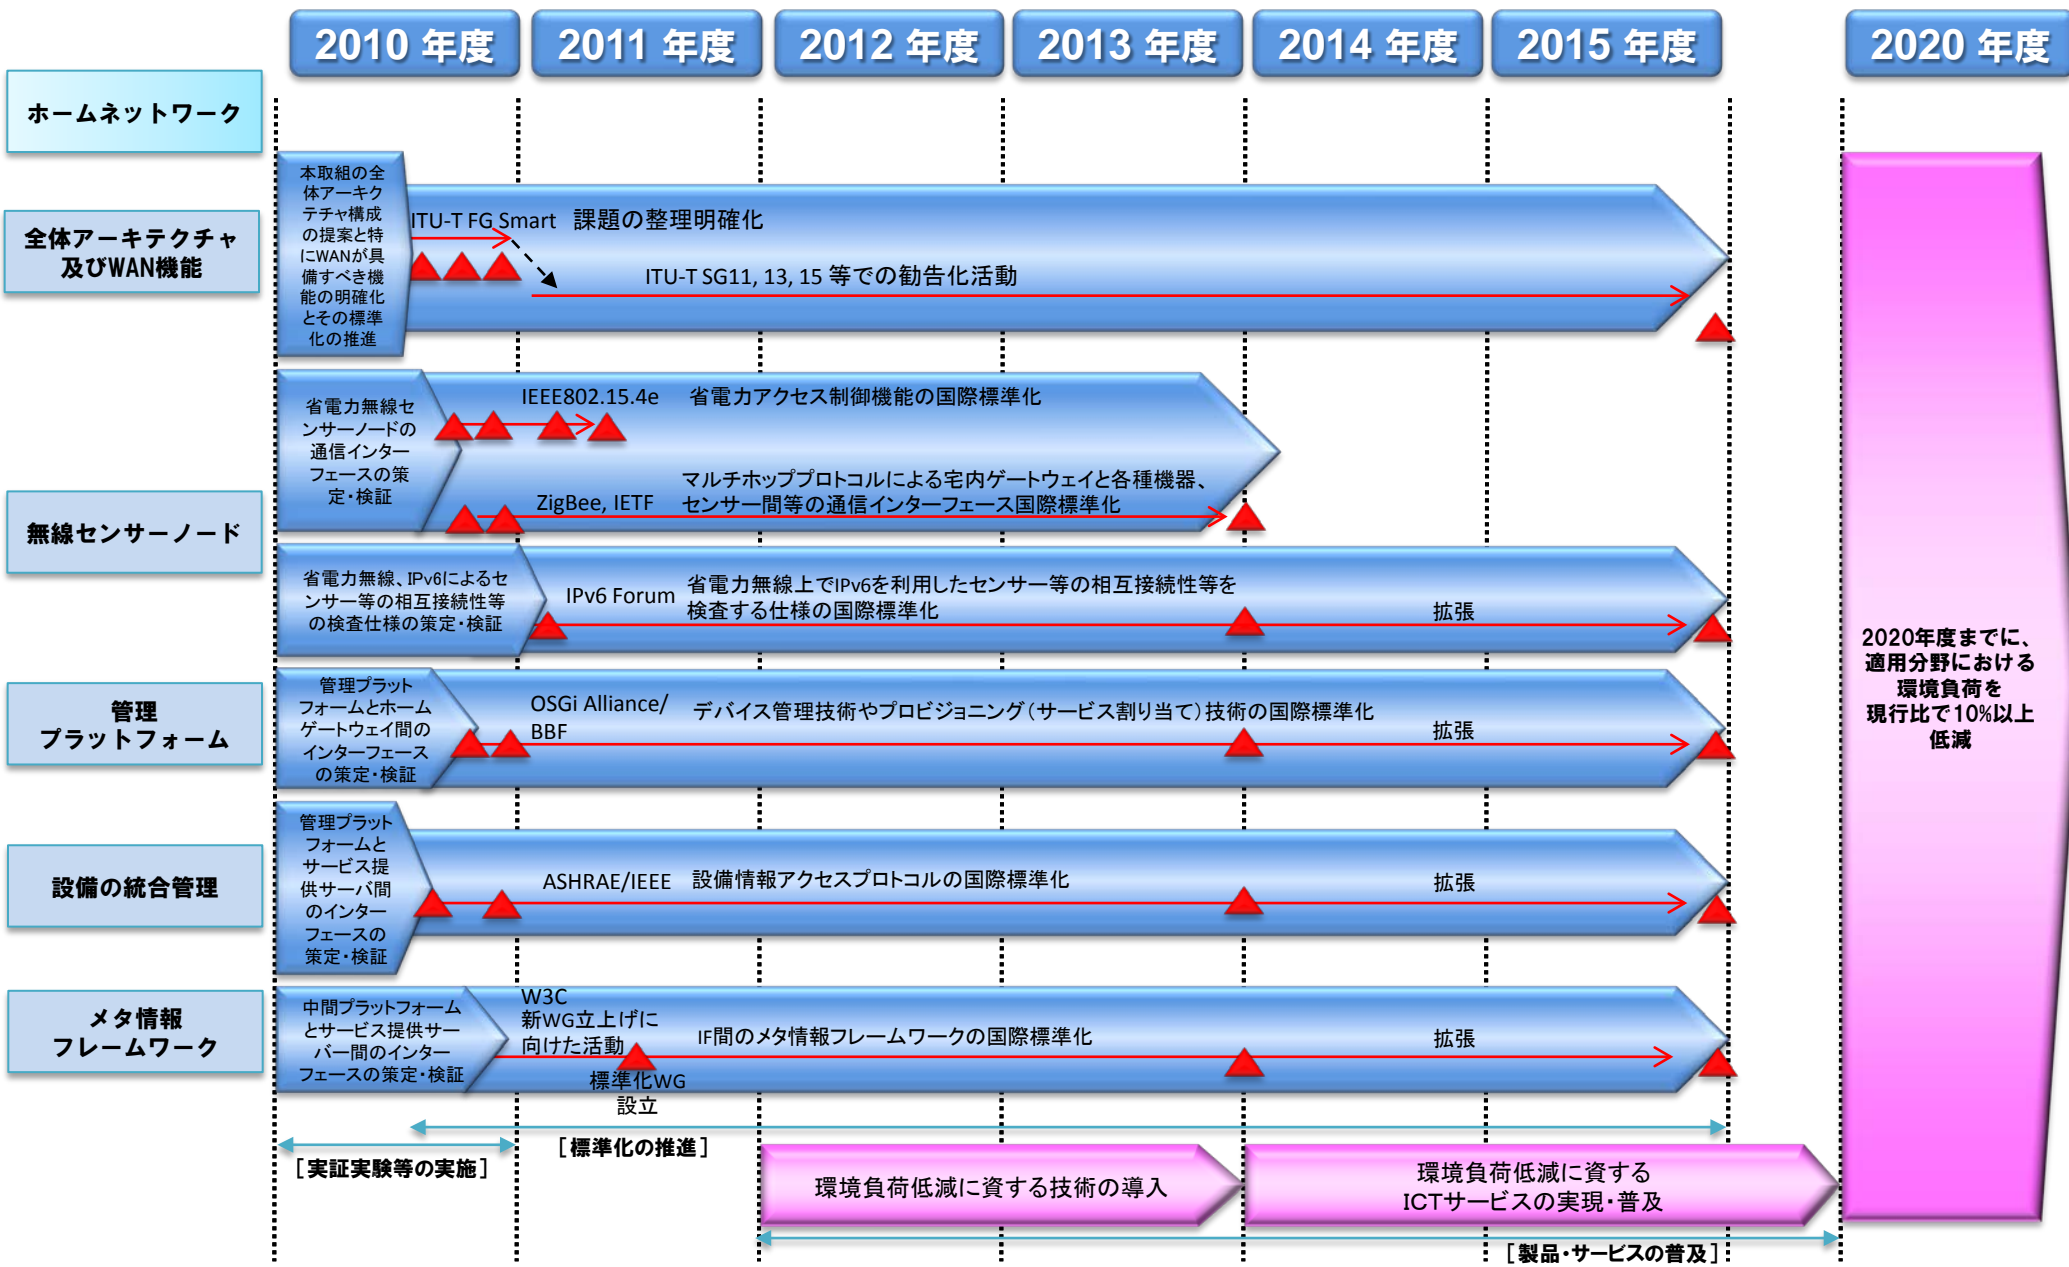 2010 年度
2011 年度
2012 年度
2013 年度
2014 年度
2015 年度
2020 年度
ホームネットワーク
全体アーキテクチャ
及びWAN機能
本取組の全
体アーキク
テチャ構成
の提案と特
にWANが具
備すべき機
能の明確化
とその標準
化の推進
ITU-T FG Smart 課題の整理明確化
ITU-T SG11, 13, 15 等での勧告化活動
無線センサーノード
省電力無線セ
ンサーノードの
通信インター
フェースの策
定・検証
IEEE802.15.4e 省電力アクセス制御機能の国際標準化
ZigBee, IETF
マルチホッププロトコルによる宅内ゲートウェイと各種機器、
センサー間等の通信インターフェース国際標準化
省電力無線、IPv6によるセ
ンサー等の相互接続性等
の検査仕様の策定・検証
IPv6 Forum
省電力無線上でIPv6を利用したセンサー等の相互接続性等を
検査する仕様の国際標準化
拡張
管理
プラットフォーム
管理プラット
フォームとホーム
ゲートウェイ間の
インターフェース
の策定・検証
OSGi Alliance/
BBF
デバイス管理技術やプロビジョニング（サービス割り当て）技術の国際標準化
拡張
設備の統合管理
管理プラット
フォームと
サービス提
供サーバ間
のインター
フェースの
策定・検証
ASHRAE/IEEE 設備情報アクセスプロトコルの国際標準化
拡張
メタ情報
フレームワーク
中間プラットフォーム
とサービス提供サー
バー間のインター
フェースの策定・検証
W3C
新WG立上げに
向けた活動
IF間のメタ情報フレームワークの国際標準化
拡張
標準化WG
設立
2020年度までに、
適用分野における
環境負荷を
現行比で10%以上
低減
［実証実験等の実施］
［標準化の推進］
環境負荷低減に資する技術の導入
環境負荷低減に資する
ICTサービスの実現・普及
［製品・サービスの普及］